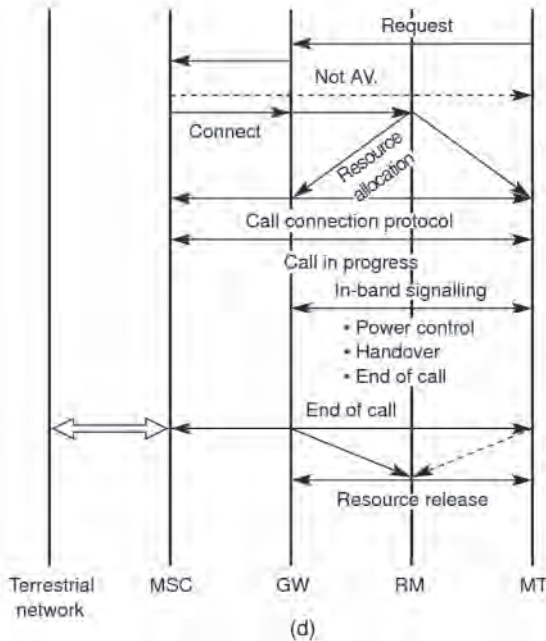 Request
Not AV.
Connect
Resource
allocation
Call connection protocol
Call in progress
In-band signalling
• Power control
• Handover
• End of call
End of call
Resource release
Terrestrial
network
MSC
GW
RM
MT
(d)